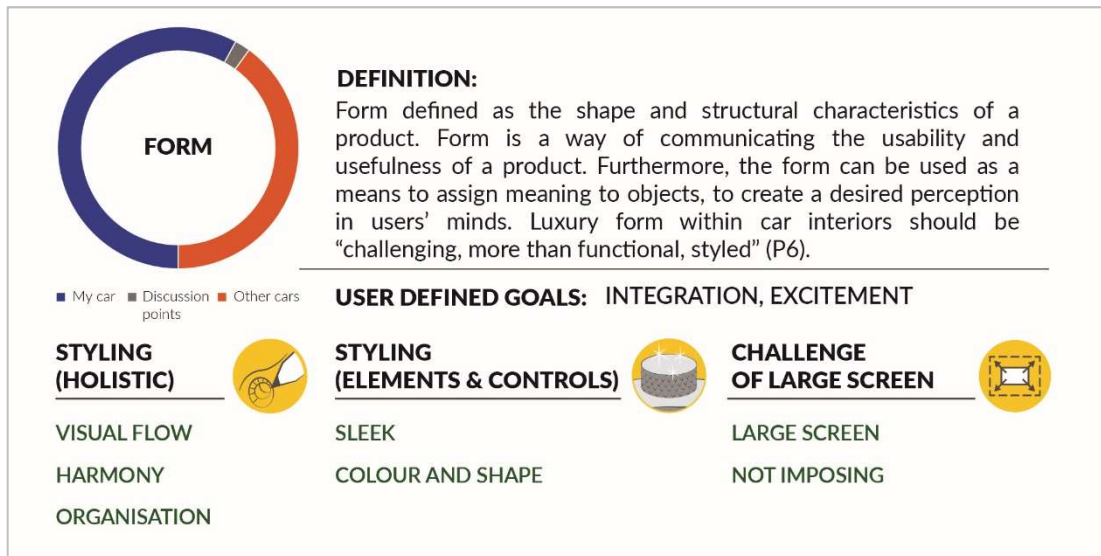 FORM
My car Discussion points Other cars
DEFINITION:
Form defined as the shape and structural characteristics of a
product. Form is a way of communicating the usability and
usefulness of a product. Furthermore, the form can be used as a
means to assign meaning to objects, to create a desired perception
in users’ minds. Luxury form within car interiors should be
“challenging, more than functional, styled” (P6).
USER DEFINED GOALS: INTEGRATION, EXCITEMENT
STYLING
(HOLISTIC)
VISUAL FLOW
HARMONY
ORGANISATION
STYLING
(ELEMENTS & CONTROLS)
SLEEK
COLOUR AND SHAPE
CHALLENGE
OF LARGE SCREEN
LARGE SCREEN
NOT IMPOSING